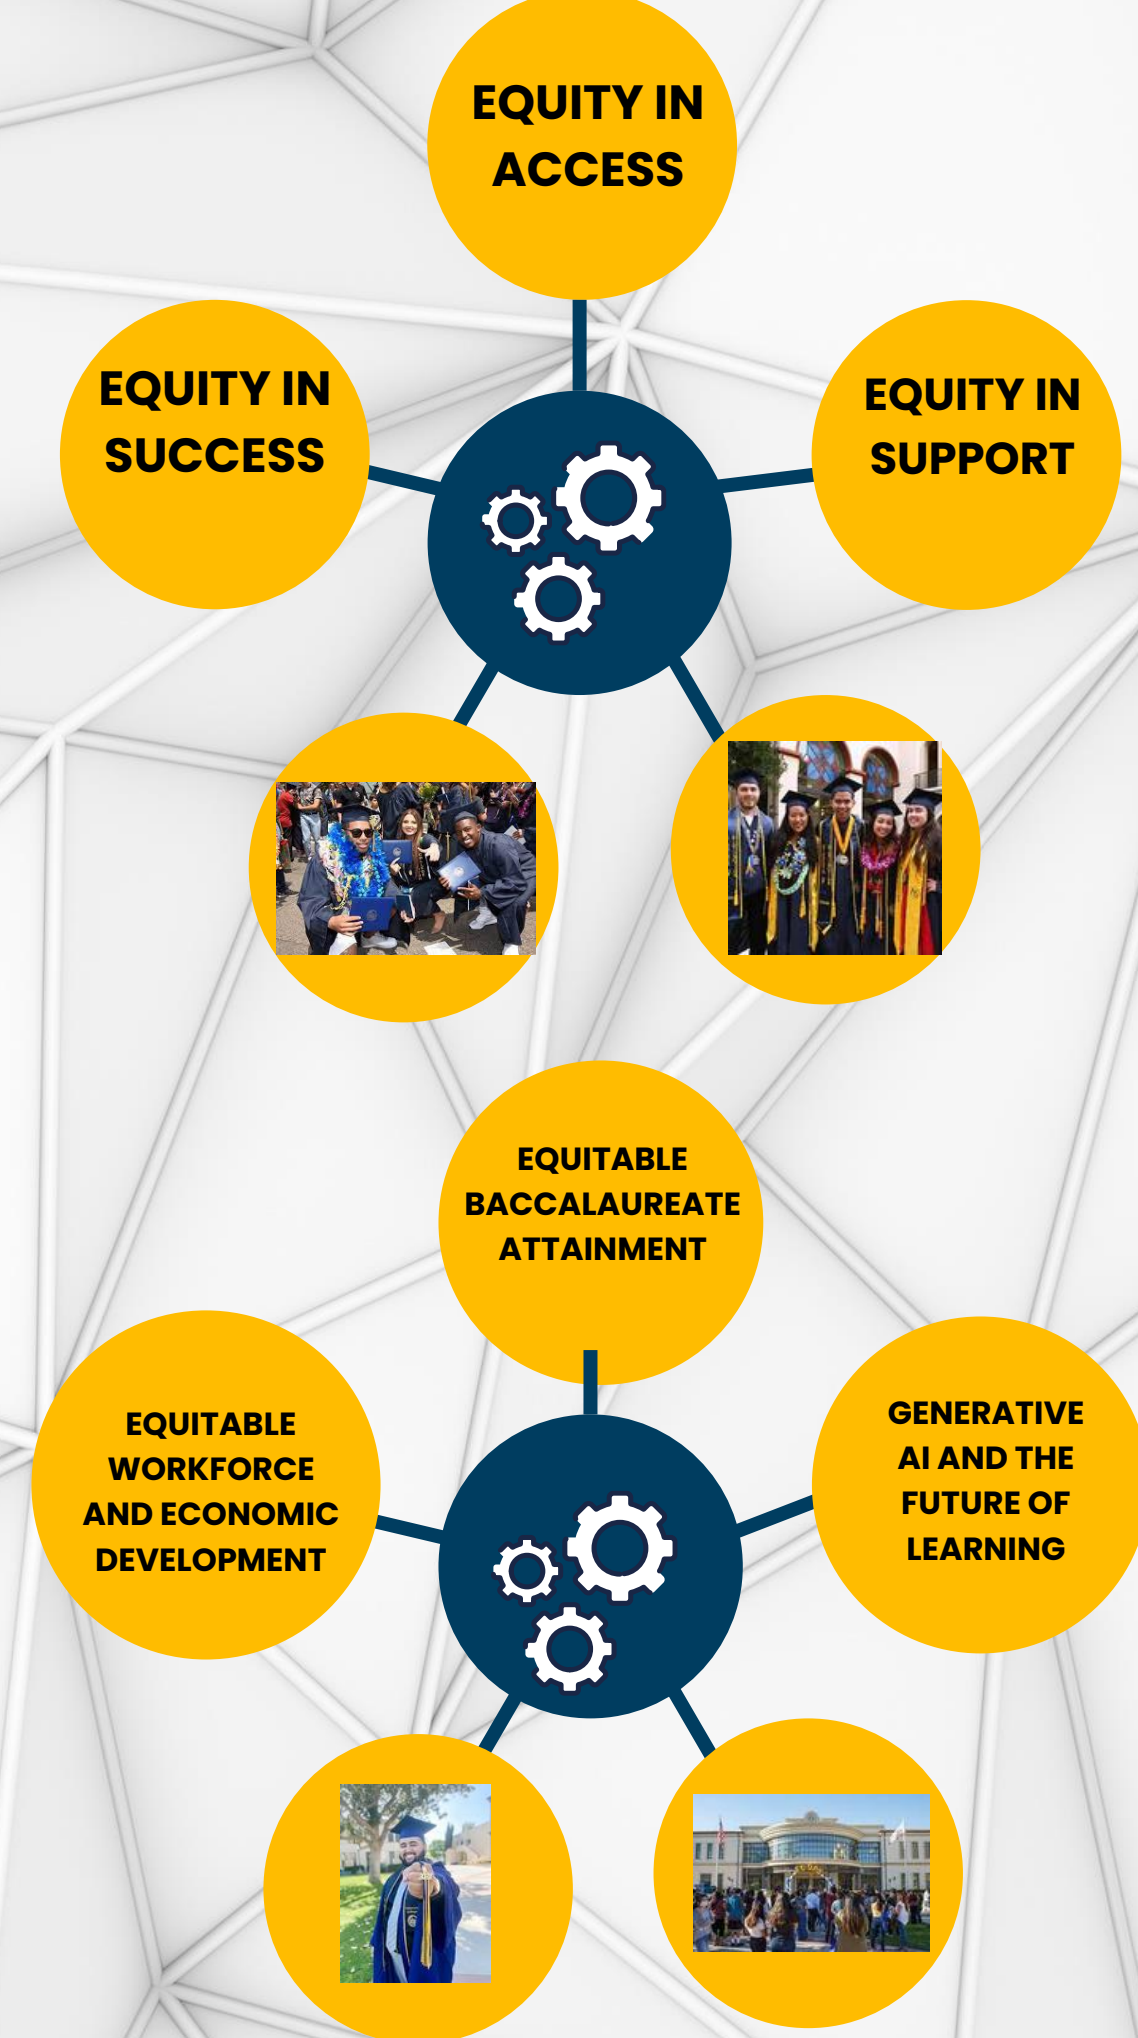 EQUITY IN
ACCESS
EQUITY IN
SUCCESS
EQUITY IN
SUPPORT
EQUITABLE
BACCALAUREATE
ATTAINMENT
EQUITABLE
WORKFORCE
AND ECONOMIC
DEVELOPMENT
GENERATIVE
AI AND THE
FUTURE OF
LEARNING